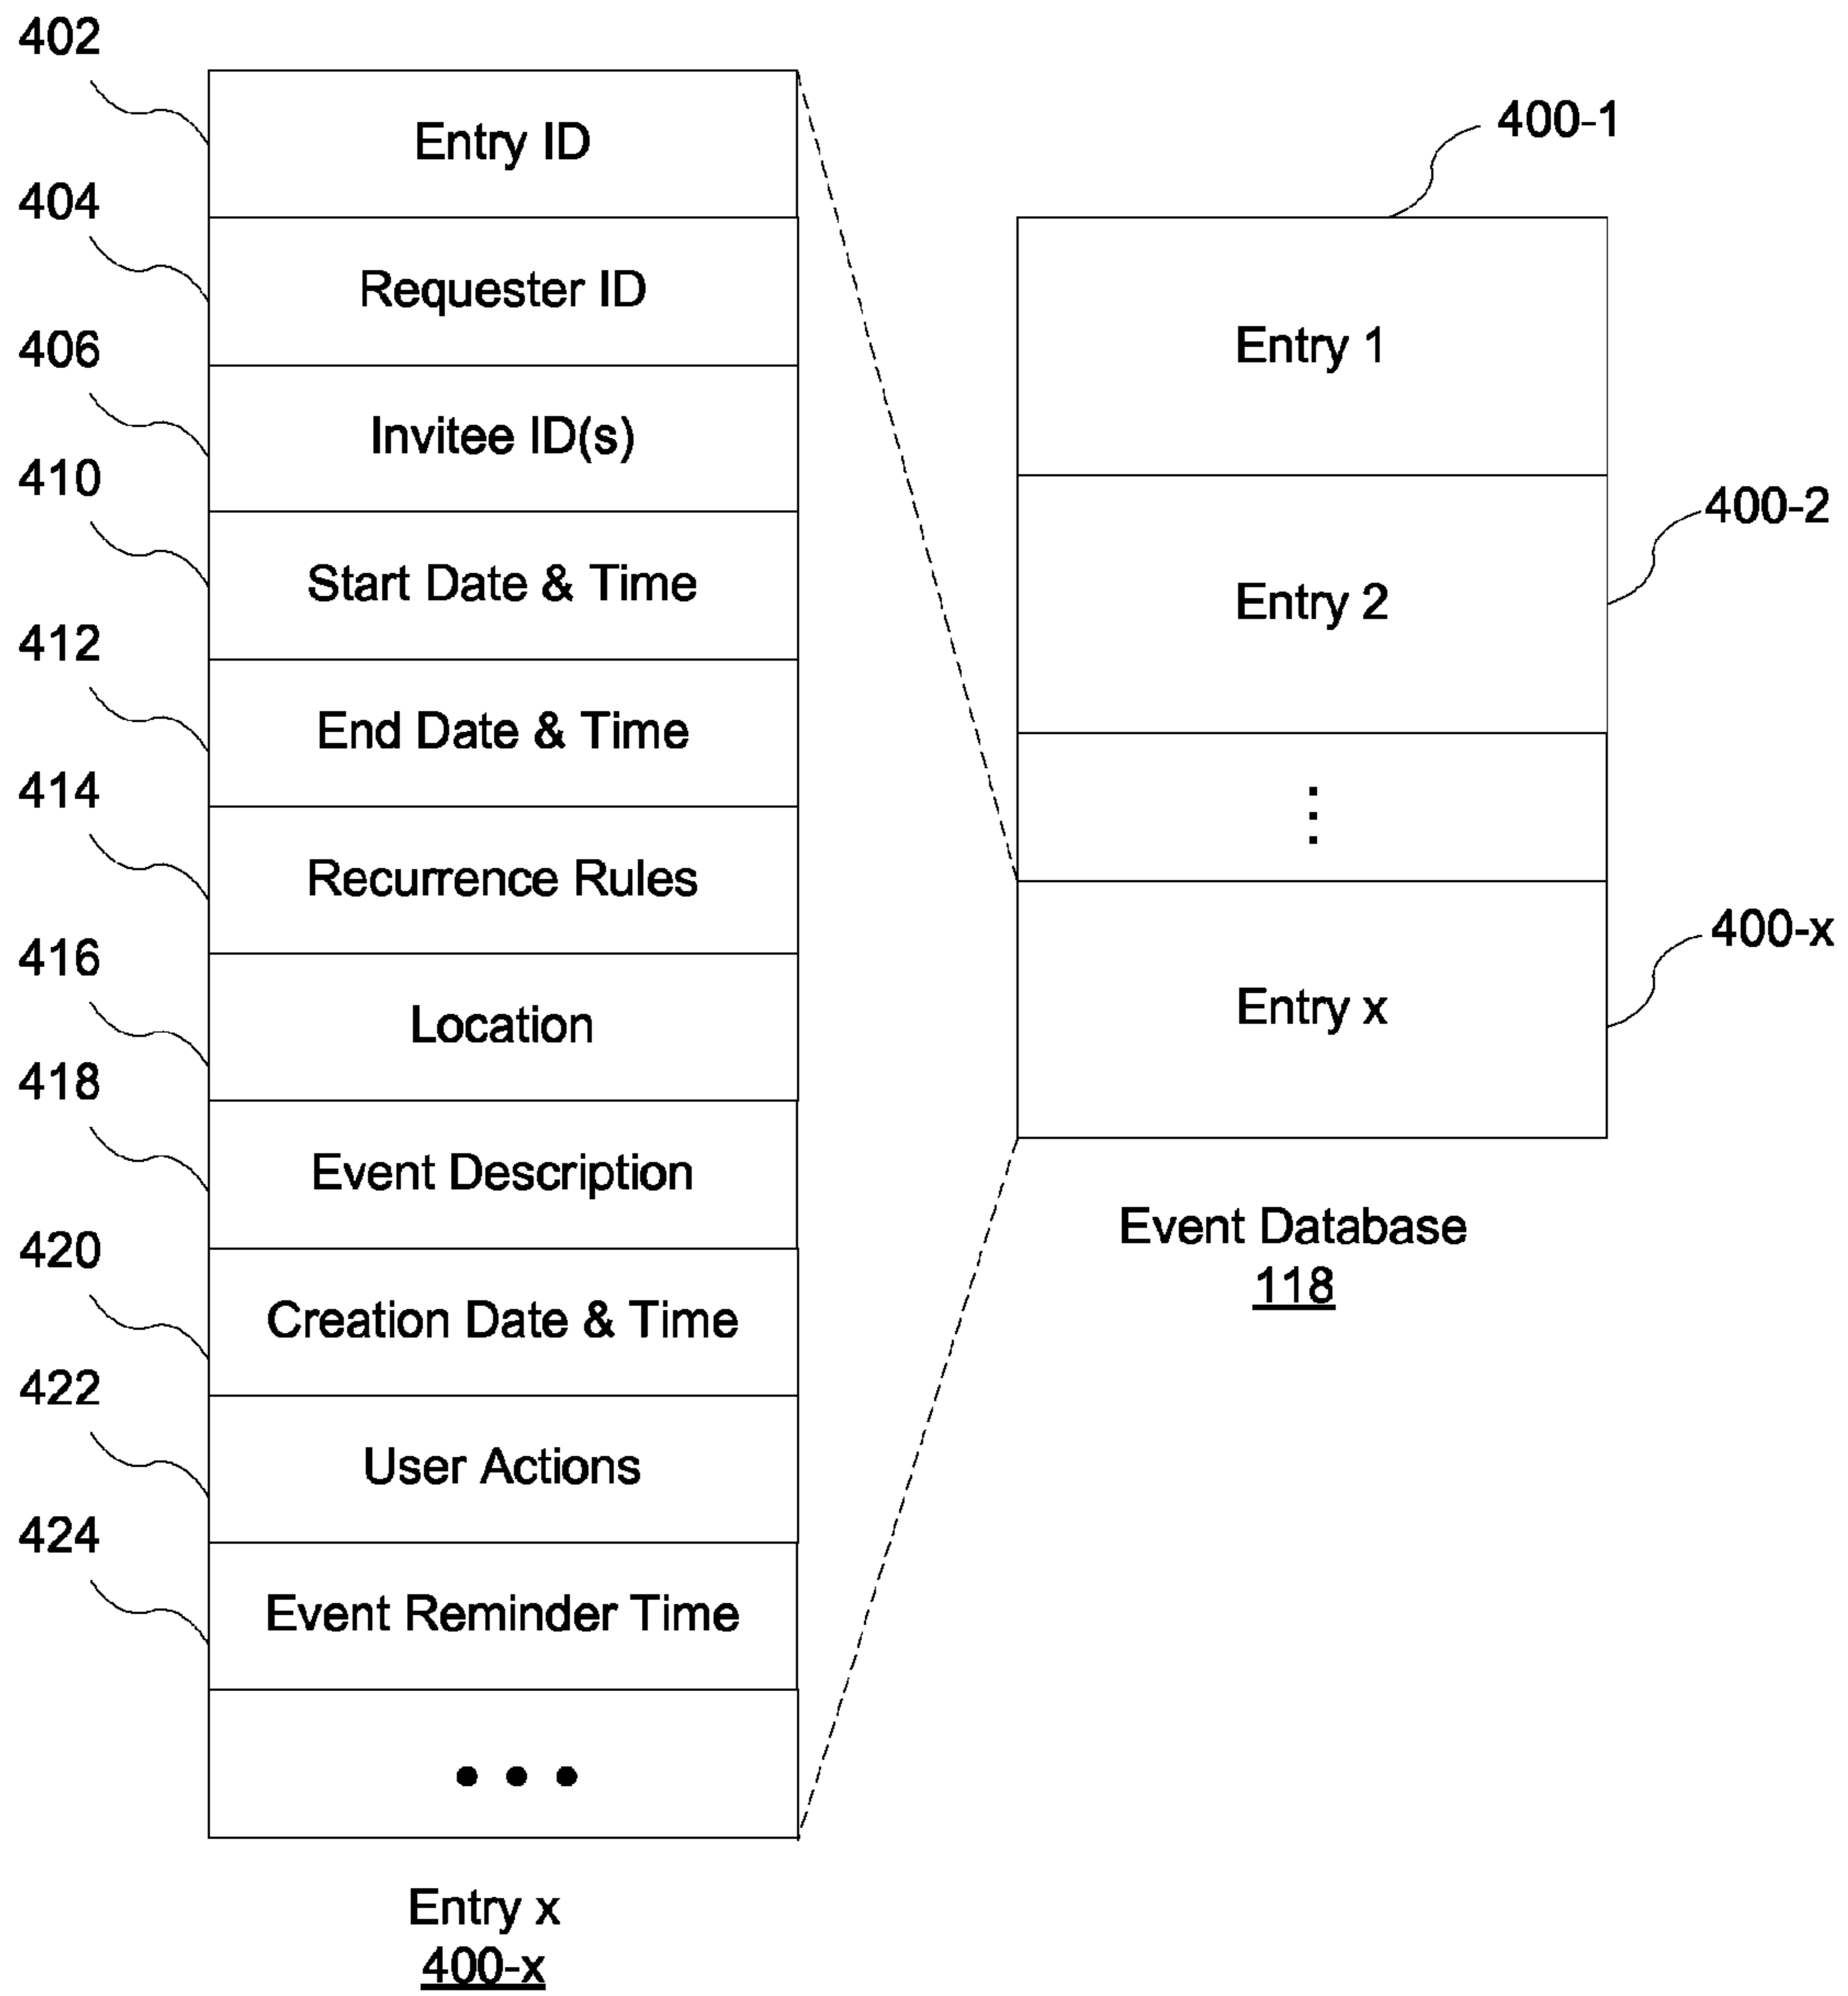 402
Entry ID
404
Requester ID
406
Invitee ID(s)
410
Start Date & Time
412
End Date & Time
414
Recurrence Rules
416
Location
418
Event Description
420
Creation Date & Time
422
User Actions
424
Event Reminder Time
• • •
Entry x
400-x
400-1
Entry 1
400-2
Entry 2
⋮
400-x
Entry x
Event Database
118